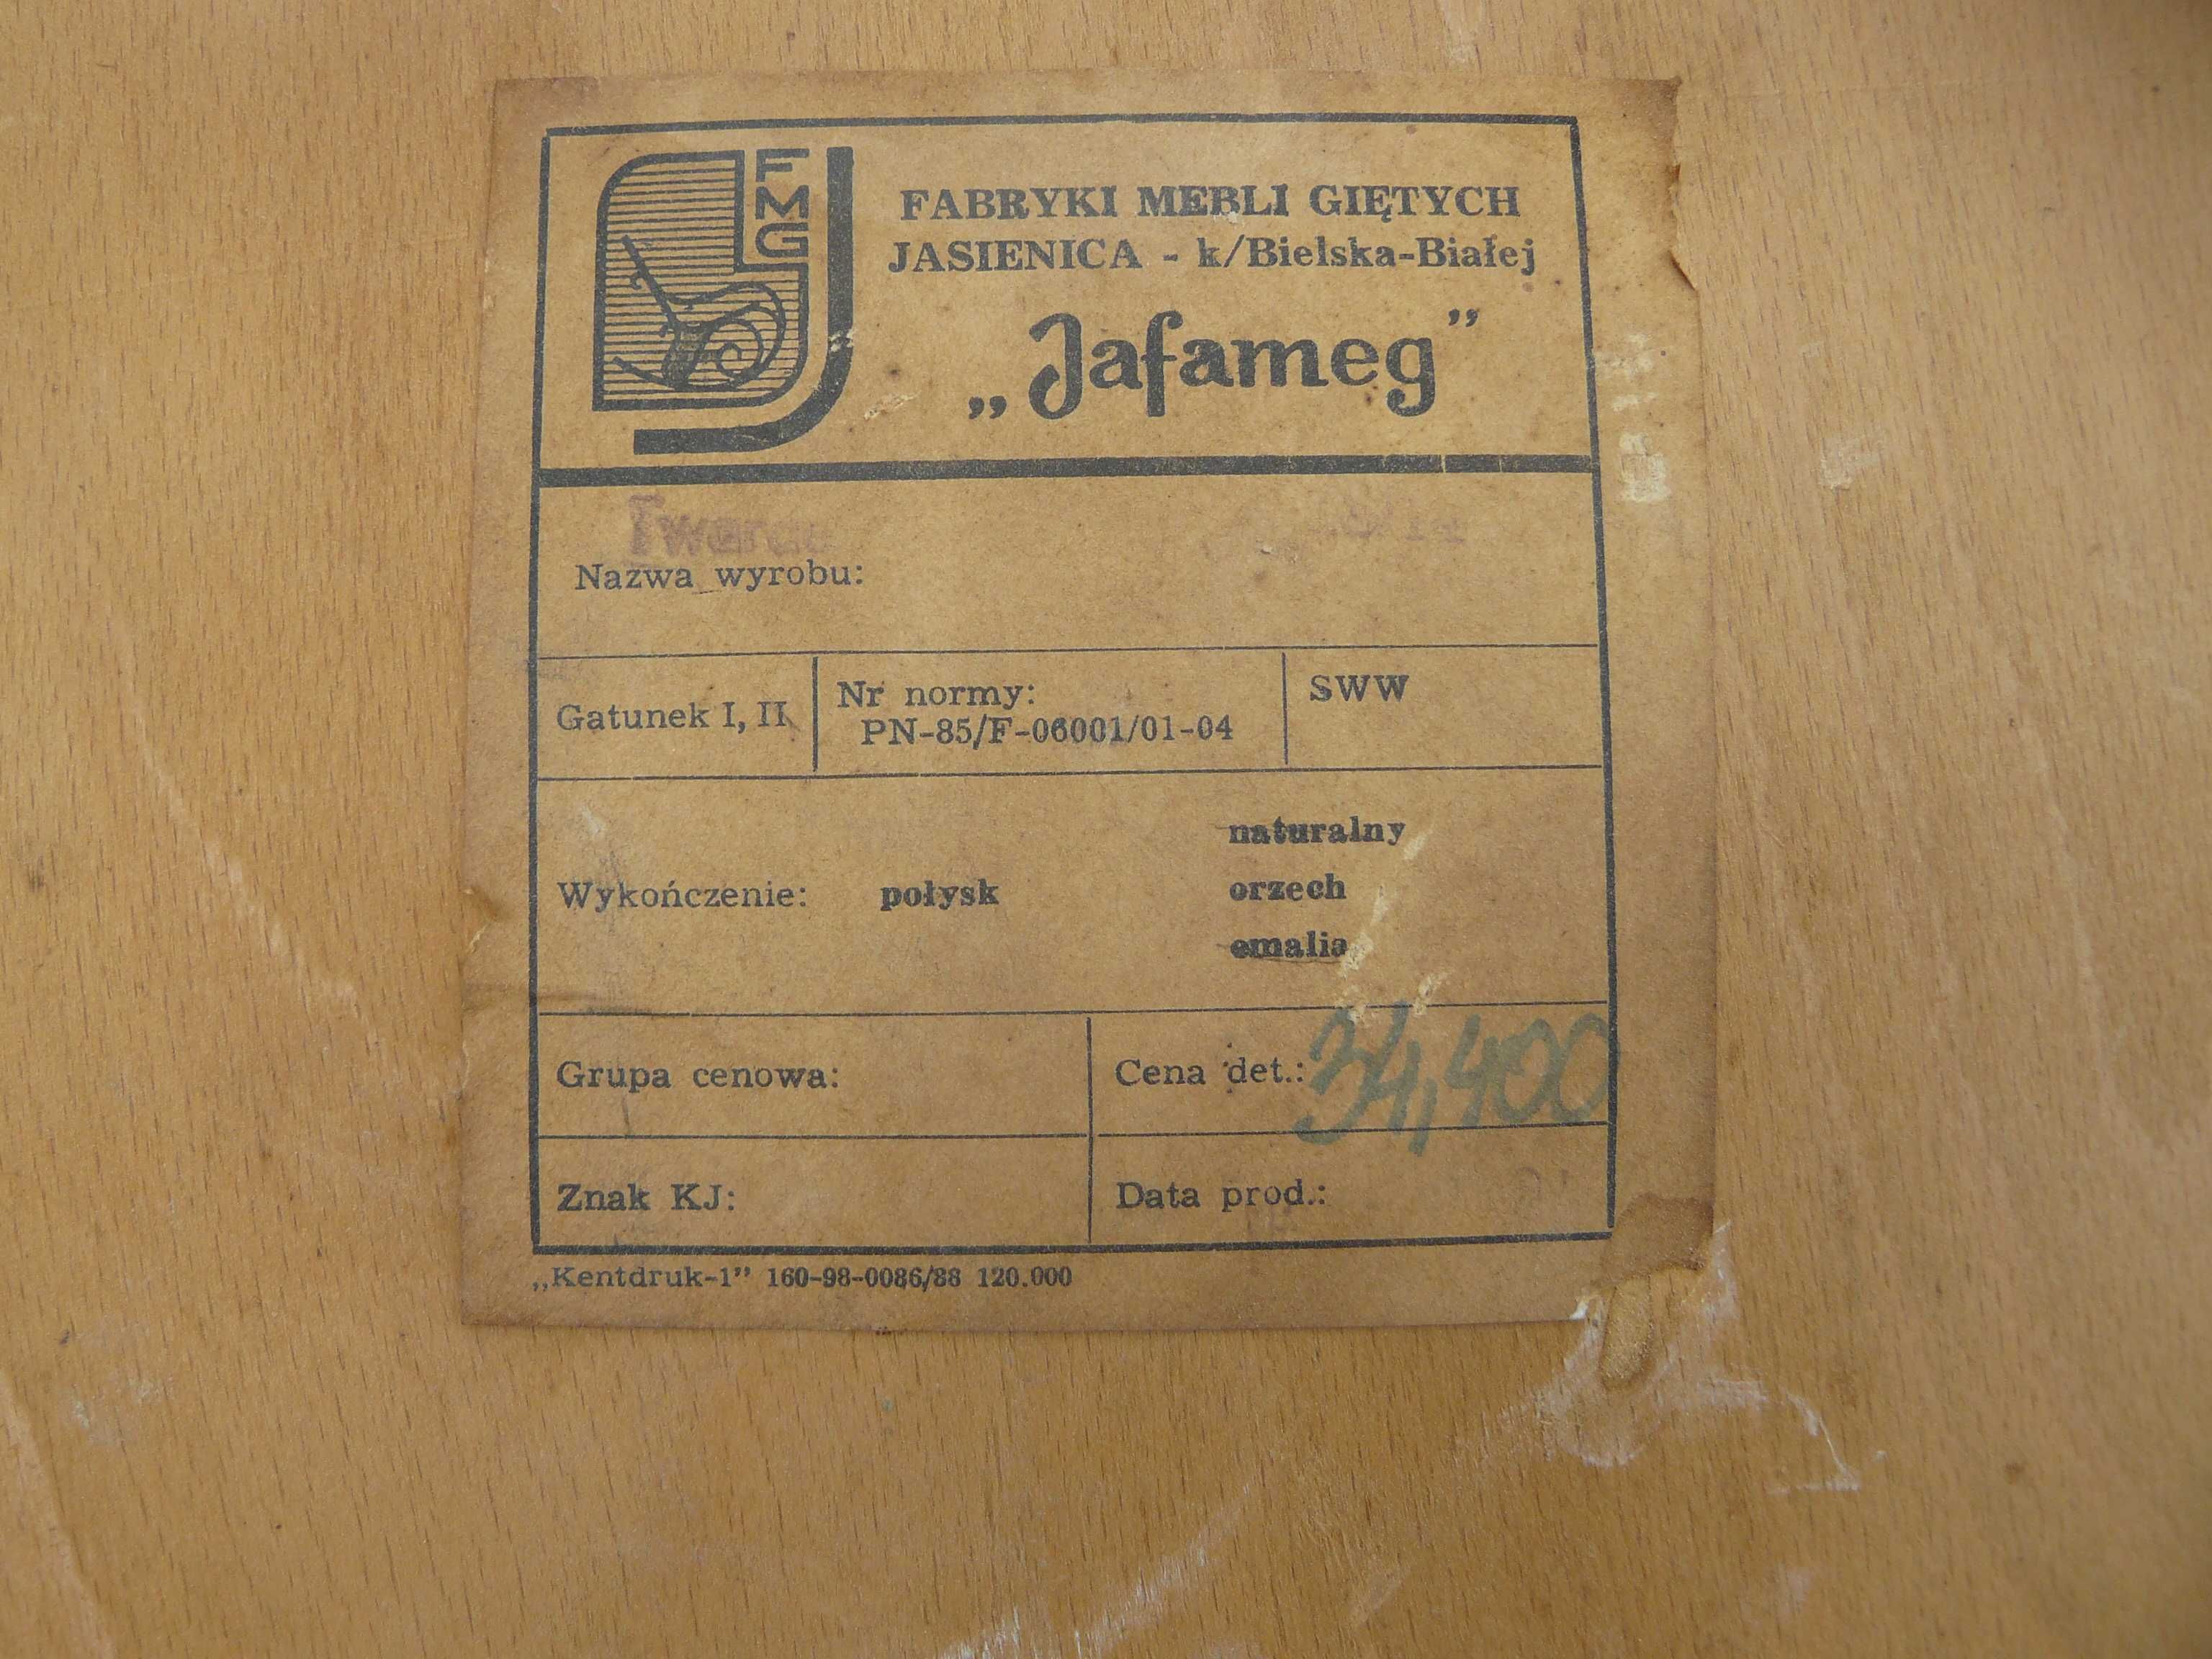 F
M
G
FABRYKI MEBLI GIĘTYCH
JASIENICA - k/Bielska-Białej
„Jafameg”
Nazwa wyrobu:
Gatunek I, II
Nr normy:
PN-85/F-06001/01-04
SWW
naturalny
orzech
Wykończenie: połysk
emalia
Grupa cenowa:
Cena det.: 34,400
Znak KJ:
Data prod.:
„Kentdruk-1” 160-98-0086/88 120.000